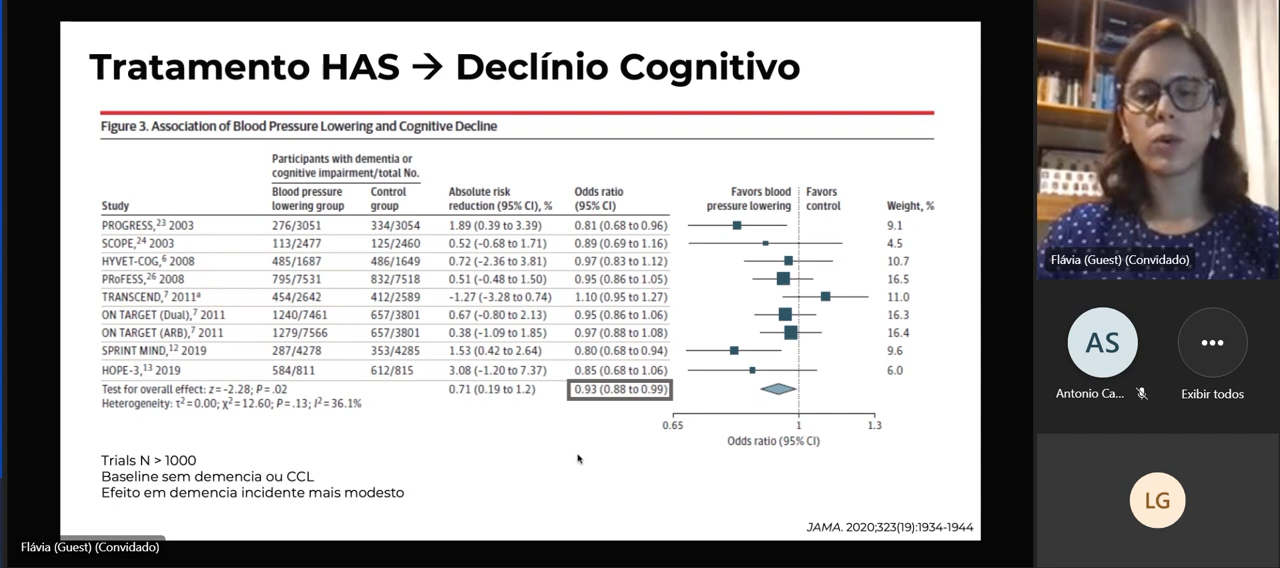 Tratamento HAS → Declínio Cognitivo
Figure 3. Association of Blood Pressure Lowering and Cognitive Decline
Participants with dementia or
cognitive impairment/total No.
Blood pressure Control Absolute risk Odds ratio Favors blood Favors
Study lowering group group reduction (95% CI), % (95% CI) pressure lowering control Weight, %
PROGRESS,23 2003 276/3051 334/3054 1.89 (0.39 to 3.39) 0.81 (0.68 to 0.96) 9.1
SCOPE,24 2003 113/2477 125/2460 0.52 (-0.68 to 1.71) 0.89 (0.69 to 1.16) 4.5
HYVET-COG,6 2008 485/1687 486/1649 0.72 (-2.36 to 3.81) 0.97 (0.83 to 1.12) 10.7
PRoFESS,26 2008 795/7531 832/7518 0.51 (-0.48 to 1.50) 0.95 (0.86 to 1.05) 16.5
TRANSCEND,7 2011a 454/2642 412/2589 -1.27 (-3.28 to 0.74) 1.10 (0.95 to 1.27) 11.0
ON TARGET (Dual),7 2011 1240/7461 657/3801 0.67 (-0.80 to 2.13) 0.95 (0.86 to 1.06) 16.3
ON TARGET (ARB),7 2011 1279/7566 657/3801 0.38 (-1.09 to 1.85) 0.97 (0.88 to 1.08) 16.4
SPRINT MIND,12 2019 287/4278 353/4285 1.53 (0.42 to 2.64) 0.80 (0.68 to 0.94) 9.6
HOPE-3,13 2019 584/811 612/815 3.08 (-1.20 to 7.37) 0.85 (0.68 to 1.06) 6.0
Test for overall effect: z=-2.28; P=.02 0.71 (0.19 to 1.2) 0.93 (0.88 to 0.99)
Heterogeneity: τ2=0.00; χ2=12.60; P=.13; I2=36.1%
0.65 1 1.3
Odds ratio (95% CI)
Trials N > 1000
Baseline sem demencia ou CCL
Efeito em demencia incidente mais modesto
JAMA. 2020;323(19):1934-1944
Flávia (Guest) (Convidado)
Flávia (Guest) (Convidado)
AS
Antonio Ca... Exibir todos
LG